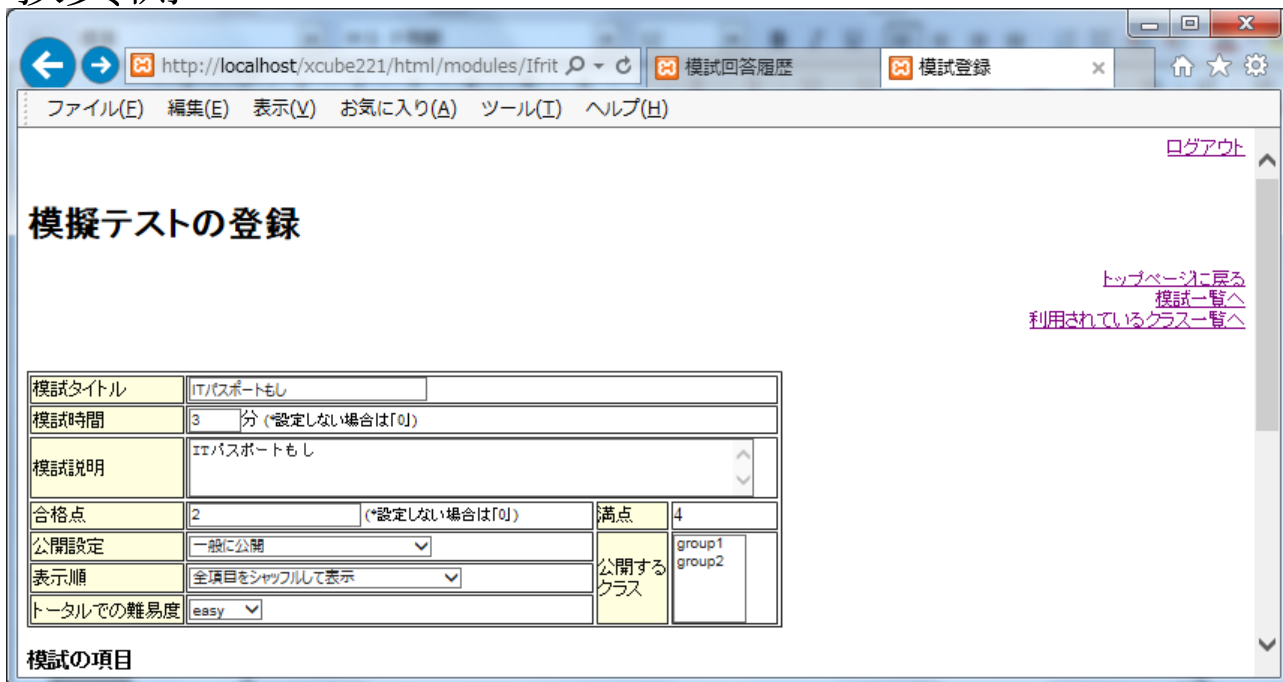 http://localhost/xcube221/html/modules/Ifrit
模試回答履歴
模試登録
ファイル(F) 編集(E) 表示(V) お気に入り(A) ツール(T) ヘルプ(H)
ログアウト
模擬テストの登録
トップページに戻る
模試一覧へ
利用されているクラス一覧へ
模試タイトル ITパスポートもし
模試時間 3 分 (*設定しない場合は「0」)
模試説明 ITパスポートもし
合格点 2 (*設定しない場合は「0」) 満点 4
公開設定 一般に公開
公開する
クラス
group1
group2
表示順 全項目をシャッフルして表示
トータルでの難易度 easy
模試の項目